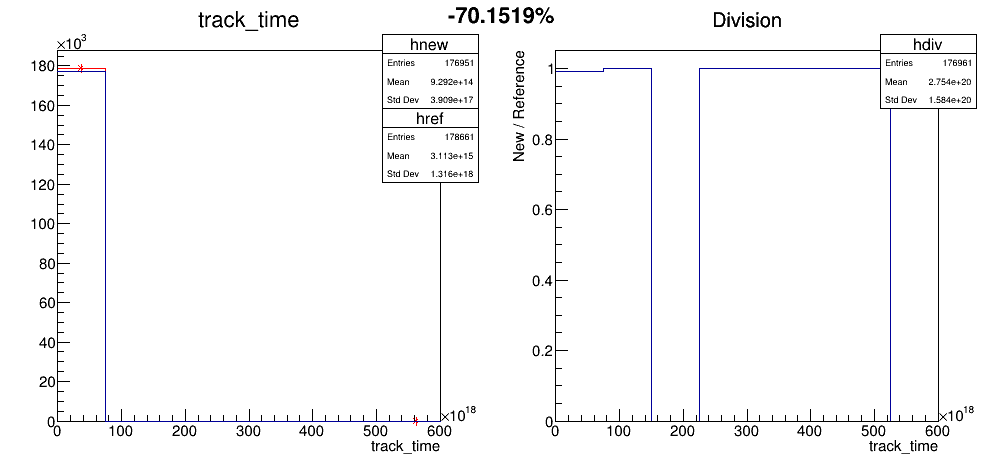 -70.1519%
track_time
×10³
hnew
Entries 176951
Mean 9.292e+14
Std Dev 3.909e+17
href
Entries 178661
Mean 3.113e+15
Std Dev 1.316e+18
180
160
140
120
100
80
60
40
20
0
0 100 200 300 400 500 600
×10¹⁸
track_time
Division
hdiv
Entries 176961
Mean 2.754e+20
Std Dev 1.584e+20
New / Reference
1
0.8
0.6
0.4
0.2
0
0 100 200 300 400 500 600
×10¹⁸
track_time